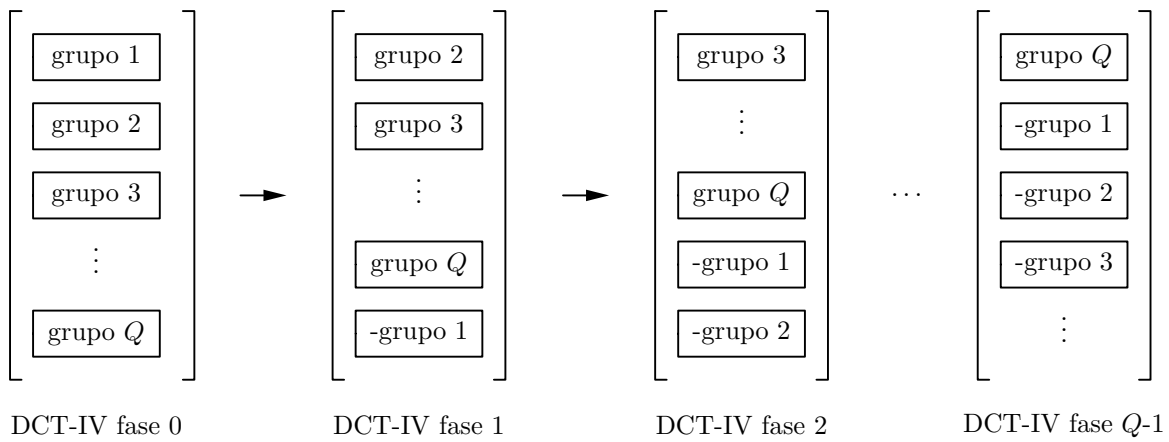 grupo 1
grupo 2
grupo 3
⋮
grupo Q
DCT-IV fase 0
grupo 2
grupo 3
⋮
grupo Q
-grupo 1
DCT-IV fase 1
grupo 3
⋮
grupo Q
-grupo 1
-grupo 2
DCT-IV fase 2
⋯
grupo Q
-grupo 1
-grupo 2
-grupo 3
⋮
DCT-IV fase Q-1